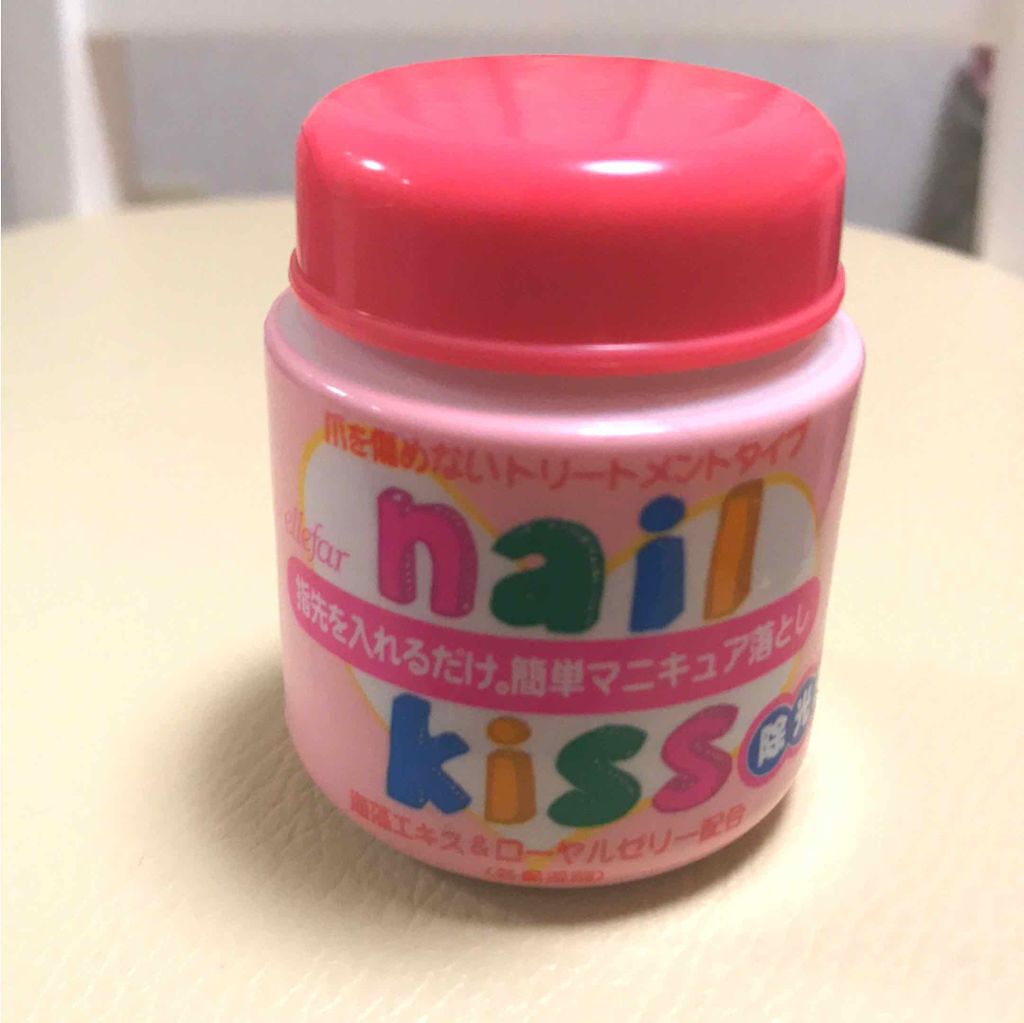 爪を傷めないトリートメントタイプ
nail
ellefar
指先を入れるだけ。簡単マニキュア落とし
kiss
除光
海藻エキス&ローヤルゼリー配合